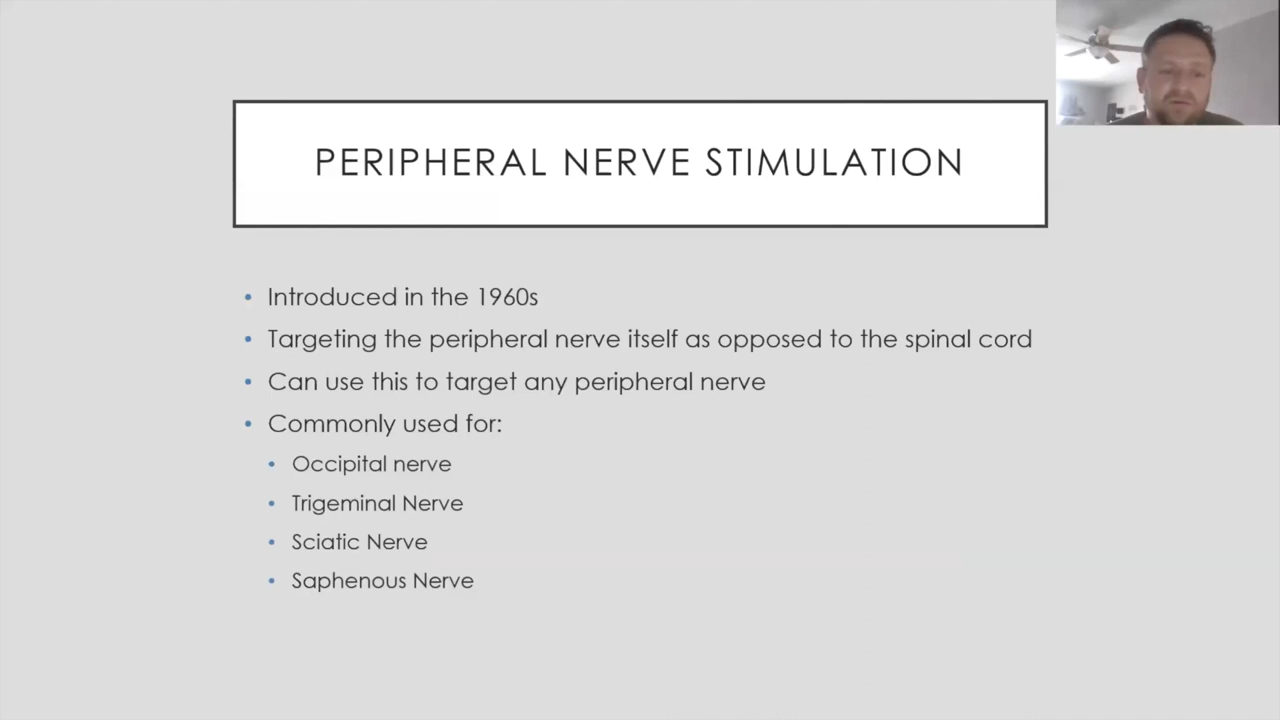 PERIPHERAL NERVE STIMULATION
• Introduced in the 1960s
• Targeting the peripheral nerve itself as opposed to the spinal cord
• Can use this to target any peripheral nerve
• Commonly used for:
• Occipital nerve
• Trigeminal Nerve
• Sciatic Nerve
• Saphenous Nerve